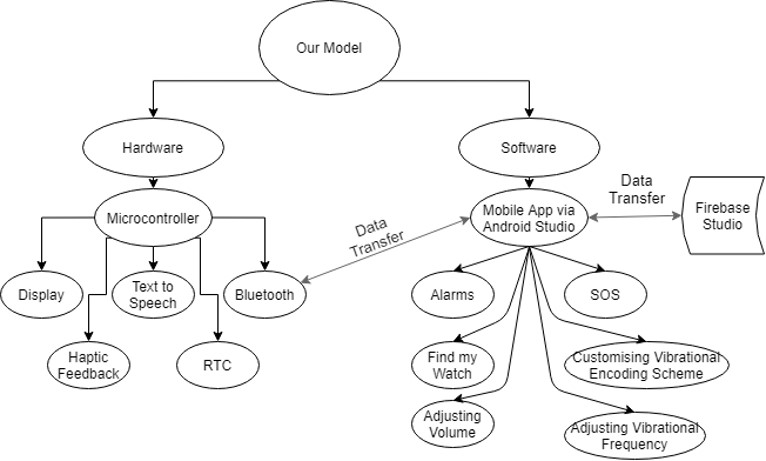 Our Model
Hardware
Software
Microcontroller
Mobile App via
Android Studio
Data
Transfer
Firebase
Studio
Data
Transfer
Display
Text to
Speech
Bluetooth
Alarms
SOS
Haptic
Feedback
RTC
Find my
Watch
Customising Vibrational
Encoding Scheme
Adjusting
Volume
Adjusting Vibrational
Frequency